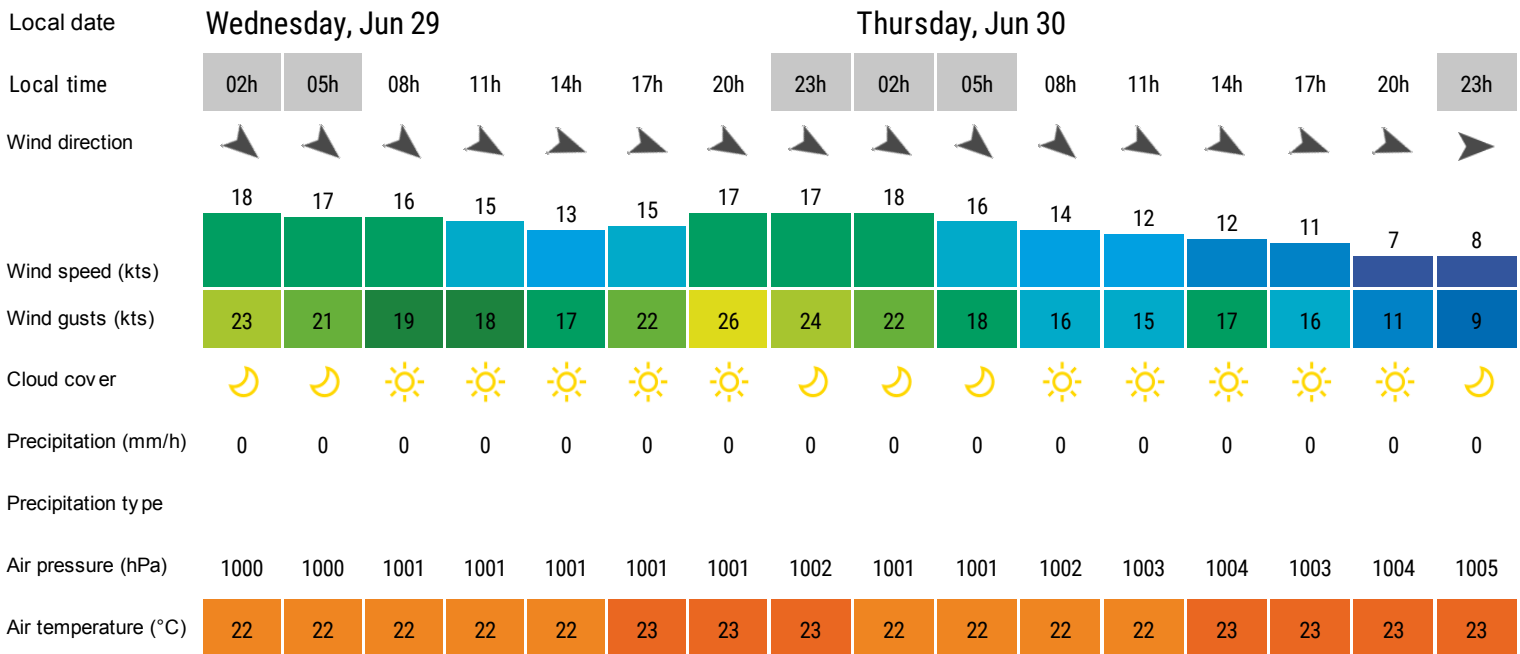 Local date Wednesday, Jun 29 Thursday, Jun 30
Local time 02h 05h 08h 11h 14h 17h 20h 23h 02h 05h 08h 11h 14h 17h 20h 23h
Wind direction
18 17 16 15 13 15 17 17 18 16 14 12 12 11 7 8
Wind speed (kts)
Wind gusts (kts) 23 21 19 18 17 22 26 24 22 18 16 15 17 16 11 9
Cloud cover
Precipitation (mm/h) 0 0 0 0 0 0 0 0 0 0 0 0 0 0 0 0
Precipitation type
Air pressure (hPa) 1000 1000 1001 1001 1001 1001 1001 1002 1001 1001 1002 1003 1004 1003 1004 1005
Air temperature (°C) 22 22 22 22 22 23 23 23 22 22 22 22 23 23 23 23